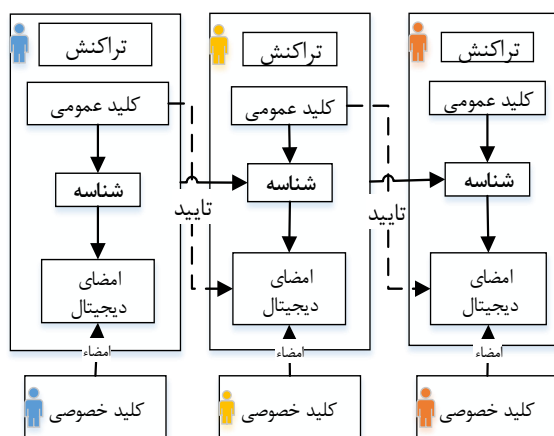 تراکنش
تراکنش
تراکنش
کلید عمومی
کلید عمومی
کلید عمومی
شناسه
شناسه
شناسه
تایید
تایید
امضای
دیجیتال
امضای
دیجیتال
امضای
دیجیتال
امضاء
امضاء
امضاء
کلید خصوصی
کلید خصوصی
کلید خصوصی